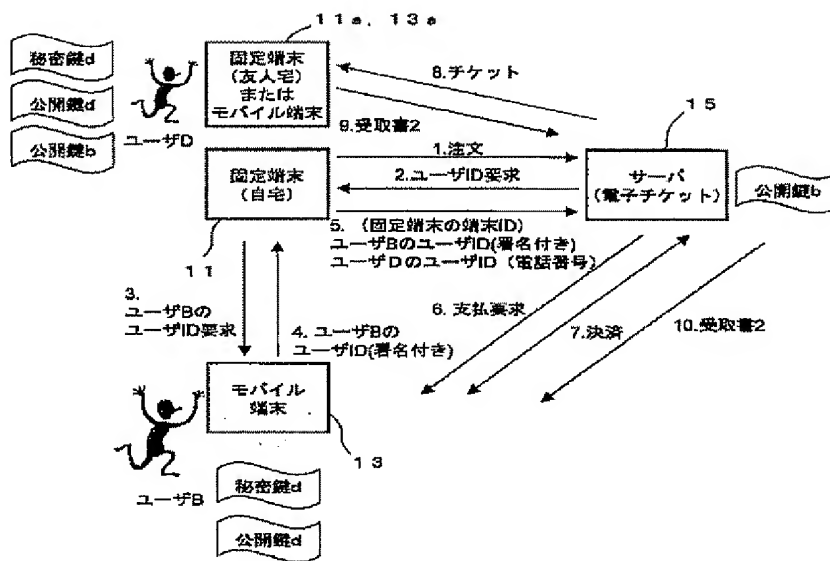 11a, 13a
秘密鍵d
公開鍵d
公開鍵b
ユーザD
固定端末
(友人宅)
または
モバイル端末
8.チケット
9.受取書2
15
固定端末
(自宅)
11
1.注文
2.ユーザID要求
サーバ
(電子チケット)
公開鍵b
5. (固定端末の端末ID)
ユーザBのユーザID(署名付き)
ユーザDのユーザID (電話番号)
3.
ユーザBの
ユーザID要求
4. ユーザBの
ユーザID(署名付き)
6. 支払要求
7.決済
10.受取書2
モバイル
端末
13
ユーザB
秘密鍵d
公開鍵d